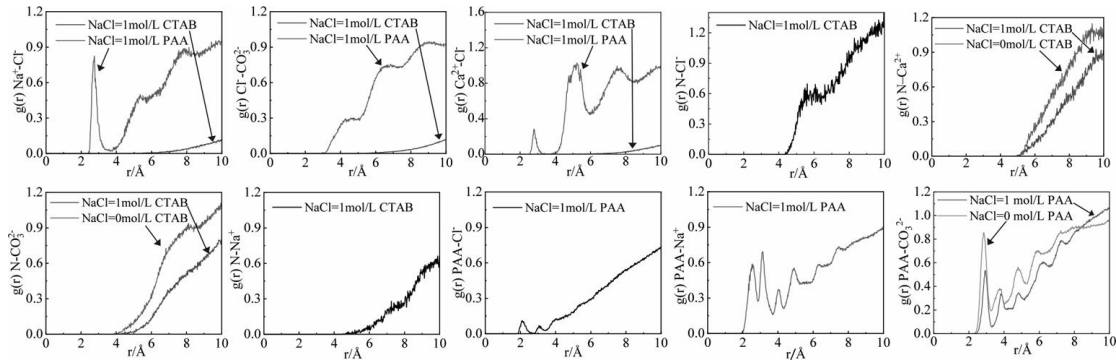 g(r) Na⁺-Cl⁻
1.2
0.9
0.6
0.3
0.0
NaCl=1mol/L CTAB
NaCl=1mol/L PAA
0 2 4 6 8 10
r/Å
g(r) Cl⁻-CO₃²⁻
1.2
0.9
0.6
0.3
0.0
NaCl=1mol/L CTAB
NaCl=1mol/L PAA
0 2 4 6 8 10
r/Å
g(r) Ca²⁺-Cl⁻
1.6
1.2
0.8
0.4
0.0
NaCl=1mol/L CTAB
NaCl=1mol/L PAA
0 2 4 6 8 10
r/Å
g(r) N-Cl⁻
1.2
0.9
0.6
0.3
0.0
NaCl=1mol/L CTAB
0 2 4 6 8 10
r/Å
g(r) N–Ca²⁺
1.2
0.9
0.6
0.3
0.0
NaCl=1mol/L CTAB
NaCl=0mol/L CTAB
0 2 4 6 8 10
r/Å
g(r) N-CO₃²⁻
1.2
0.9
0.6
0.3
0.0
NaCl=1mol/L CTAB
NaCl=0mol/L CTAB
0 2 4 6 8 10
r/Å
g(r) N-Na⁺
1.2
0.9
0.6
0.3
0.0
NaCl=1mol/L CTAB
0 2 4 6 8 10
r/Å
g(r) PAA-Cl⁻
1.2
0.9
0.6
0.3
0.0
NaCl=1mol/L PAA
0 2 4 6 8 10
r/Å
g(r) PAA-Na⁺
1.2
0.9
0.6
0.3
0.0
NaCl=1mol/L PAA
0 2 4 6 8 10
r/Å
g(r) PAA-CO₃²⁻
1.2
1.0
0.8
0.6
0.4
0.2
0.0
NaCl=1 mol/L PAA
NaCl=0 mol/L PAA
0 2 4 6 8 10
r/Å